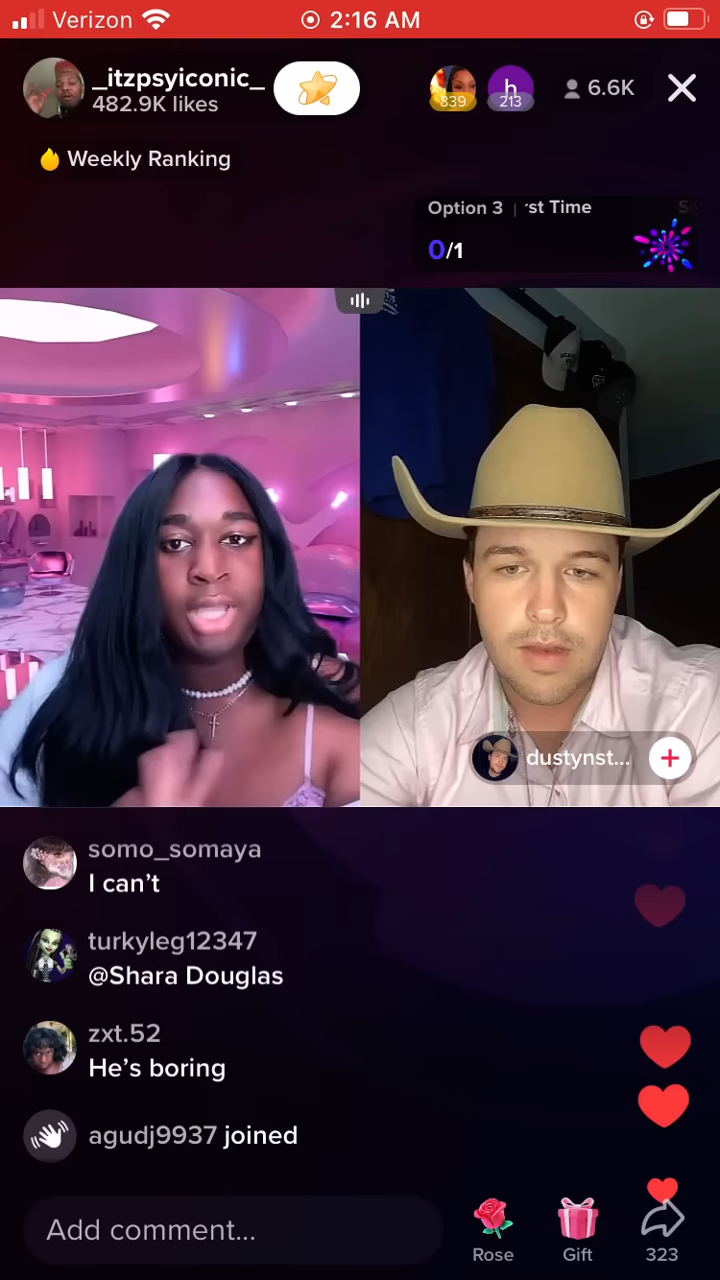 Verizon 2:16 AM
_itzpsyiconic_
482.9K likes
839
h
213
6.6K
Weekly Ranking
Option 3 | rst Time
0/1
dustynst...
somo_somaya
I can't
turkyleg12347
@Shara Douglas
zxt.52
He's boring
agudj9937 joined
Add comment...
Rose
Gift
323